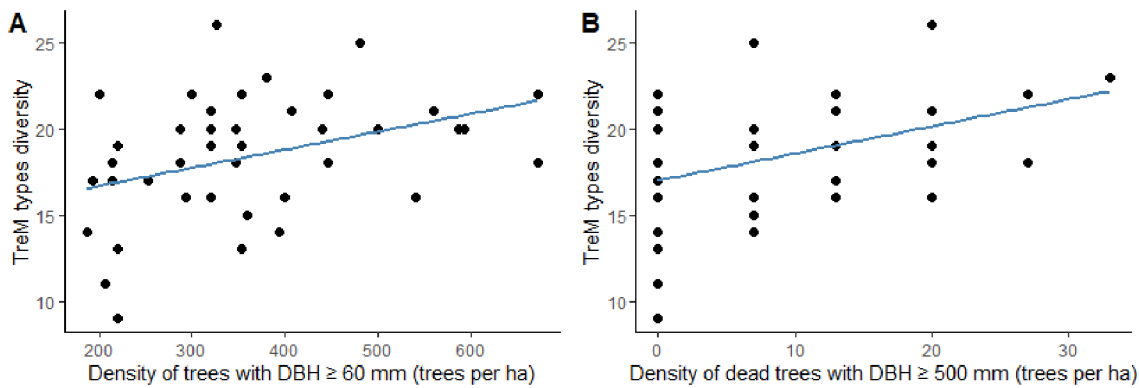 A
TreM types diversity
25
20
15
10
200 300 400 500 600
Density of trees with DBH ≥ 60 mm (trees per ha)
B
TreM types diversity
25
20
15
10
0 10 20 30
Density of dead trees with DBH ≥ 500 mm (trees per ha)